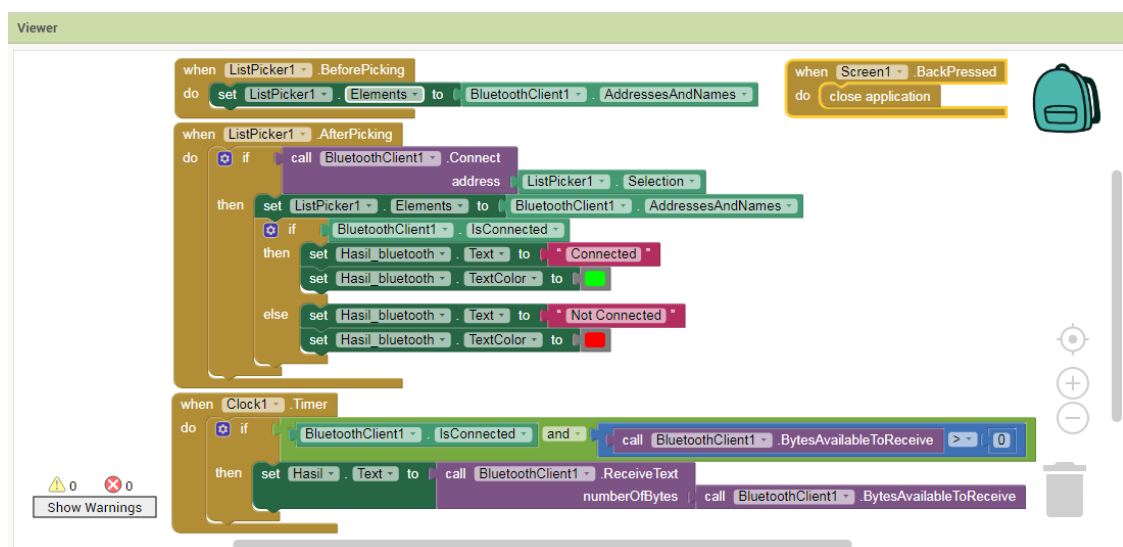 Viewer
when ListPicker1 .BeforePicking
do set ListPicker1 . Elements to BluetoothClient1 . AddressesAndNames
when Screen1 .BackPressed
do close application
when ListPicker1 .AfterPicking
do if call BluetoothClient1 .Connect
address ListPicker1 . Selection
then set ListPicker1 . Elements to BluetoothClient1 . AddressesAndNames
if BluetoothClient1 . IsConnected
then set Hasil_bluetooth . Text to " Connected "
set Hasil_bluetooth . TextColor to
else set Hasil_bluetooth . Text to " Not Connected "
set Hasil_bluetooth . TextColor to
when Clock1 .Timer
do if BluetoothClient1 . IsConnected and call BluetoothClient1 .BytesAvailableToReceive > 0
then set Hasil . Text to call BluetoothClient1 .ReceiveText
numberOfBytes call BluetoothClient1 .BytesAvailableToReceive
0 0
Show Warnings